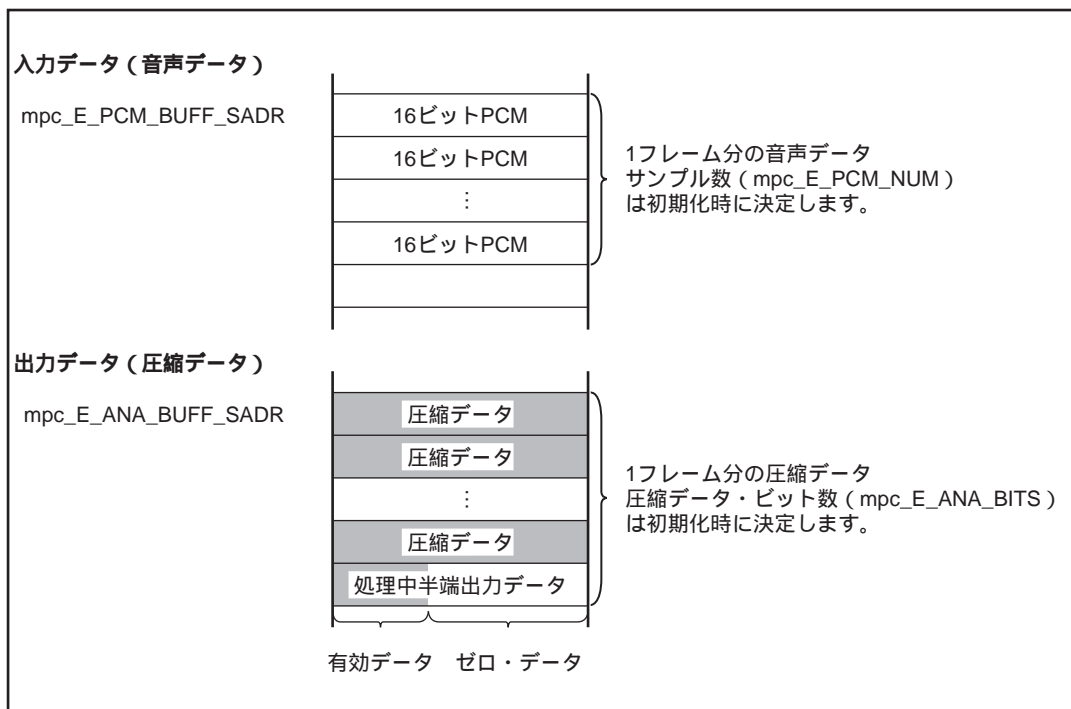 入力データ（音声データ）
mpc_E_PCM_BUFF_SADR
16ビットPCM
16ビットPCM
⋮
16ビットPCM
1フレーム分の音声データ
サンプル数（mpc_E_PCM_NUM）
は初期化時に決定します。
出力データ（圧縮データ）
mpc_E_ANA_BUFF_SADR
圧縮データ
圧縮データ
⋮
圧縮データ
処理中半端出力データ
1フレーム分の圧縮データ
圧縮データ・ビット数（mpc_E_ANA_BITS）
は初期化時に決定します。
有効データ ゼロ・データ